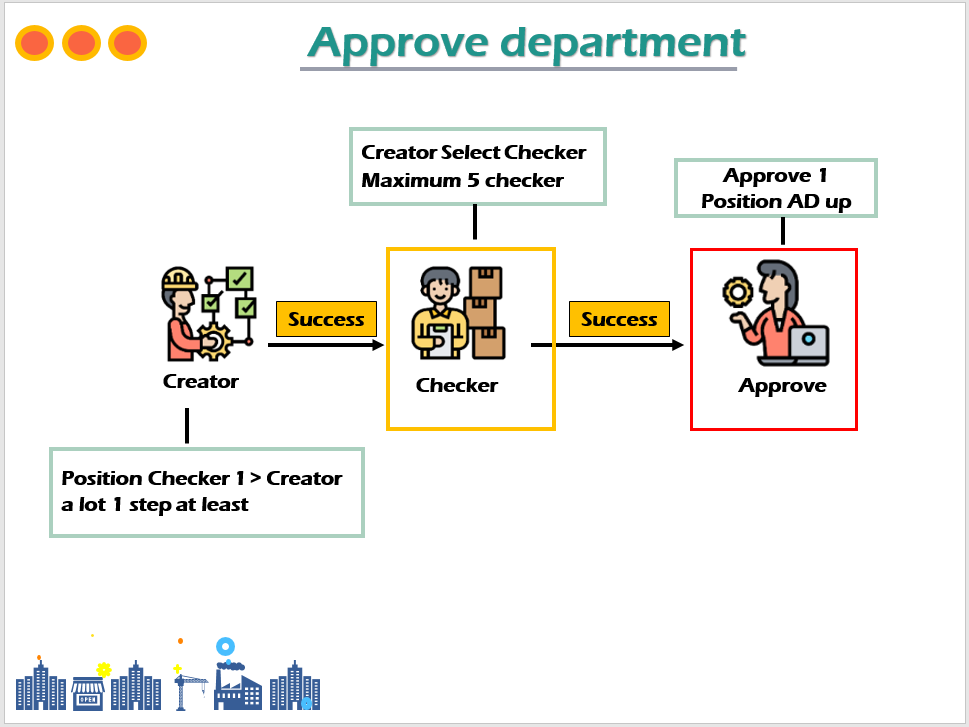 Approve department
Creator Select Checker
Maximum 5 checker
Approve 1
Position AD up
Success
Success
Creator
Checker
Approve
Position Checker 1 > Creator
a lot 1 step at least
OPEN